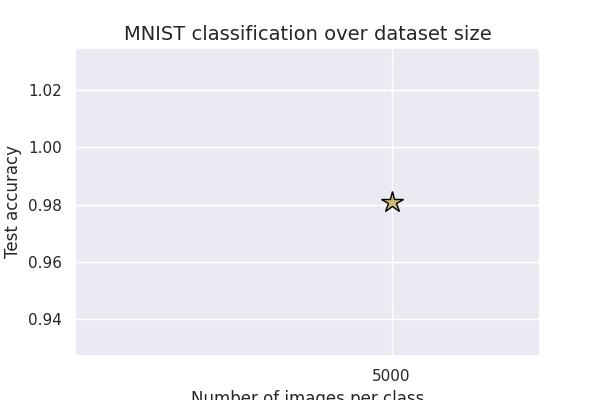 MNIST classification over dataset size
1.02
1.00
0.98
0.96
0.94
Test accuracy
5000
Number of images per class